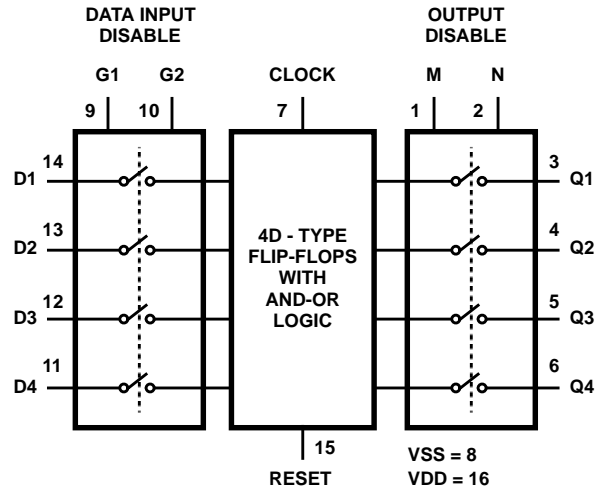 DATA INPUT
DISABLE
OUTPUT
DISABLE
G1 G2 CLOCK M N
9 10 7 1 2
D1 14 3 Q1
D2 13 4 Q2
D3 12 5 Q3
D4 11 6 Q4
4D - TYPE
FLIP-FLOPS
WITH
AND-OR
LOGIC
15
RESET
VSS = 8
VDD = 16